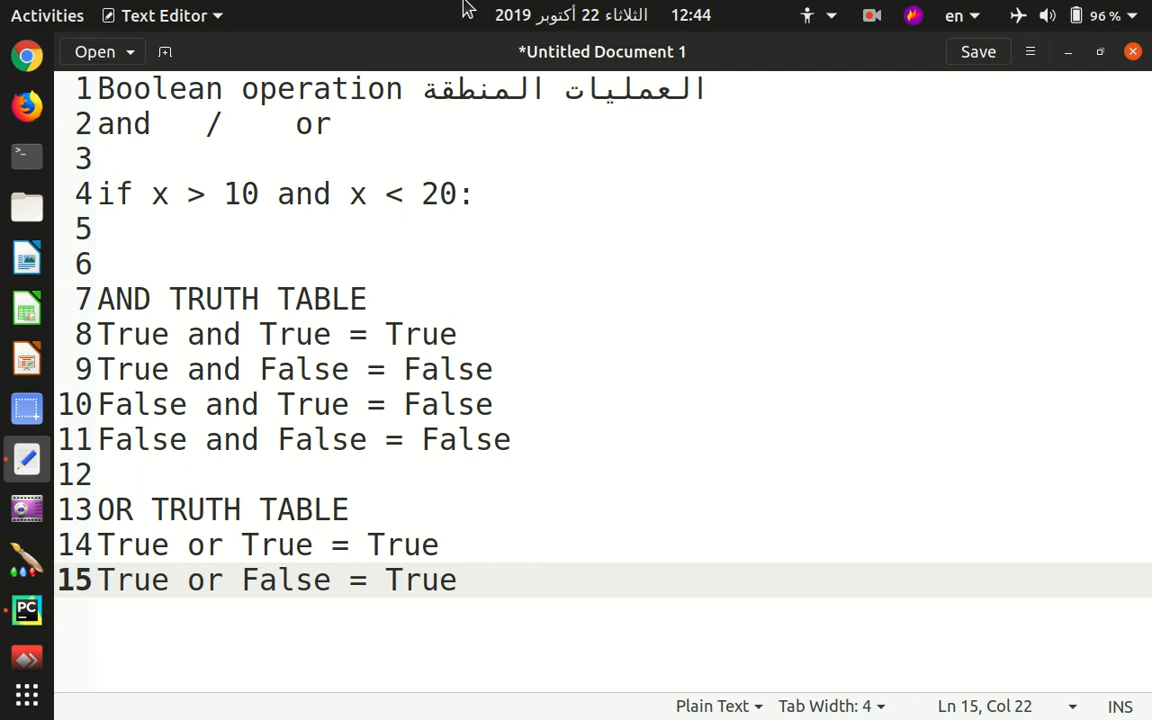 Activities Text Editor الثلاثاء 22 أكتوبر 2019 12:44 en 96 %
Open *Untitled Document 1 Save
1 Boolean operation العمليات المنطقة
2 and / or
3
4 if x > 10 and x < 20:
5
6
7 AND TRUTH TABLE
8 True and True = True
9 True and False = False
10 False and True = False
11 False and False = False
12
13 OR TRUTH TABLE
14 True or True = True
15 True or False = True
PC
Plain Text Tab Width: 4 Ln 15, Col 22 INS